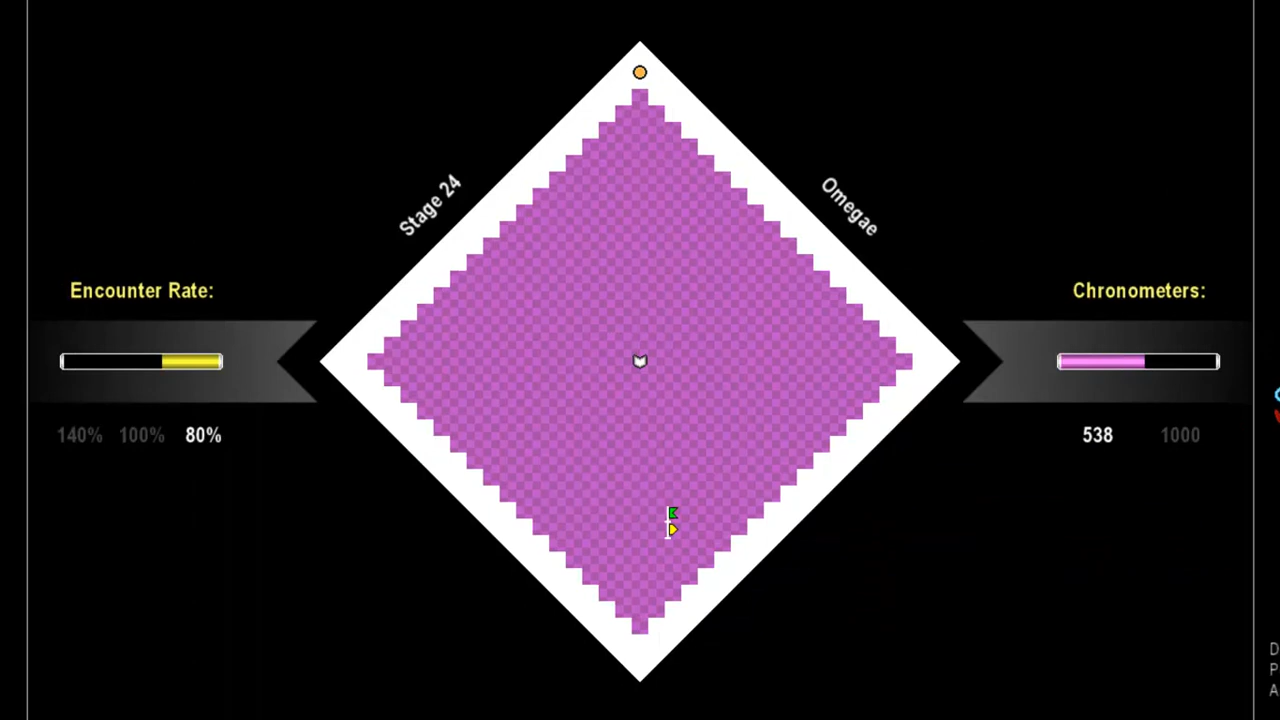 Stage 24
Omegae
Encounter Rate:
Chronometers:
140% 100% 80%
538 1000
D
P
A